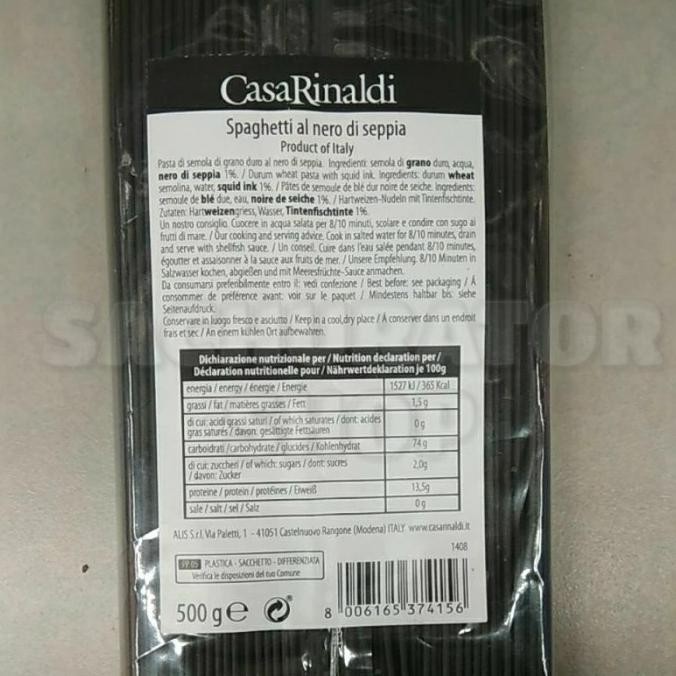 CasaRinaldi
Spaghetti al nero di seppia
Product of Italy
Pasta di semola di grano duro al nero di seppia. Ingredienti: semola di grano duro, acqua,
nero di seppia 1%. / Durum wheat pasta with squid ink. Ingredients: durum wheat
semolina, water, squid ink 1%. / Pâtes de semoule de blé dur noire de seiche. Ingredients:
semoule de blé due, eau, noire de seiche 1%. / Hartweizen-Nudeln mit Tintenfischtinte.
Zutaten: Hartweizengriess, Wasser, Tintenfischtinte 1%.
Un nostro consiglio. Cuocere in acqua salata per 8/10 minuti, scolare e condire con sugo ai
frutti di mare. / Our cooking and serving advice. Cook in salted water for 8/10 minutes, drain
and serve with shellfish sauce. / Un conseil. Cuire dans l'eau salée pendant 8/10 minutes,
égoutter et assaisonner à la sauce aux fruits de mer. / Unsere Empfehlung. 8/10 Minuten in
Salzwasser kochen, abgießen und mit Meeresfrüchte-Sauce anmachen.
Da consumarsi preferibilmente entro il: vedi confezione / Best before: see packaging / À
consommer de préférence avant: voir sur le paquet / Mindestens haltbar bis: siehe
Seitenaufdruck.
Conservare in luogo fresco e asciutto / Keep in a cool,dry place / À conserver dans un endroit
frais et sec / An einem kühlen Ort aufbewahren.
Dichiarazione nutrizionale per / Nutrition declaration per /
Déclaration nutritionelle pour / Nährwertdeklaration je 100g
energia / energy / énergie / Energie 1527 kJ / 365 Kcal
grassi / fat / matières grasses / Fett 1,5 g
di cui: acidi grassi saturi / of which saturates / dont: acides
gras saturés / davon: gesättigte Fettsäuren 0 g
carboidrati /carbohydrate / glucides / Kohlenhydrat 74 g
di cui: zuccheri / of which: sugars / dont: sucres
/ davon: Zucker 2,0g
proteine / protein / protéines / Eiweiß 13,5g
sale / salt / sel / Salz 0 g
ALIS S.r.l. Via Paletti, 1 - 41051 Castelnuovo Rangone (Modena) ITALY www.casarinaldi.it
1408
PP 05 PLASTICA - SACCHETTO - DIFFERENZIATA
Verifica le disposizioni del tuo Comune
500 g e
8 006165 374156